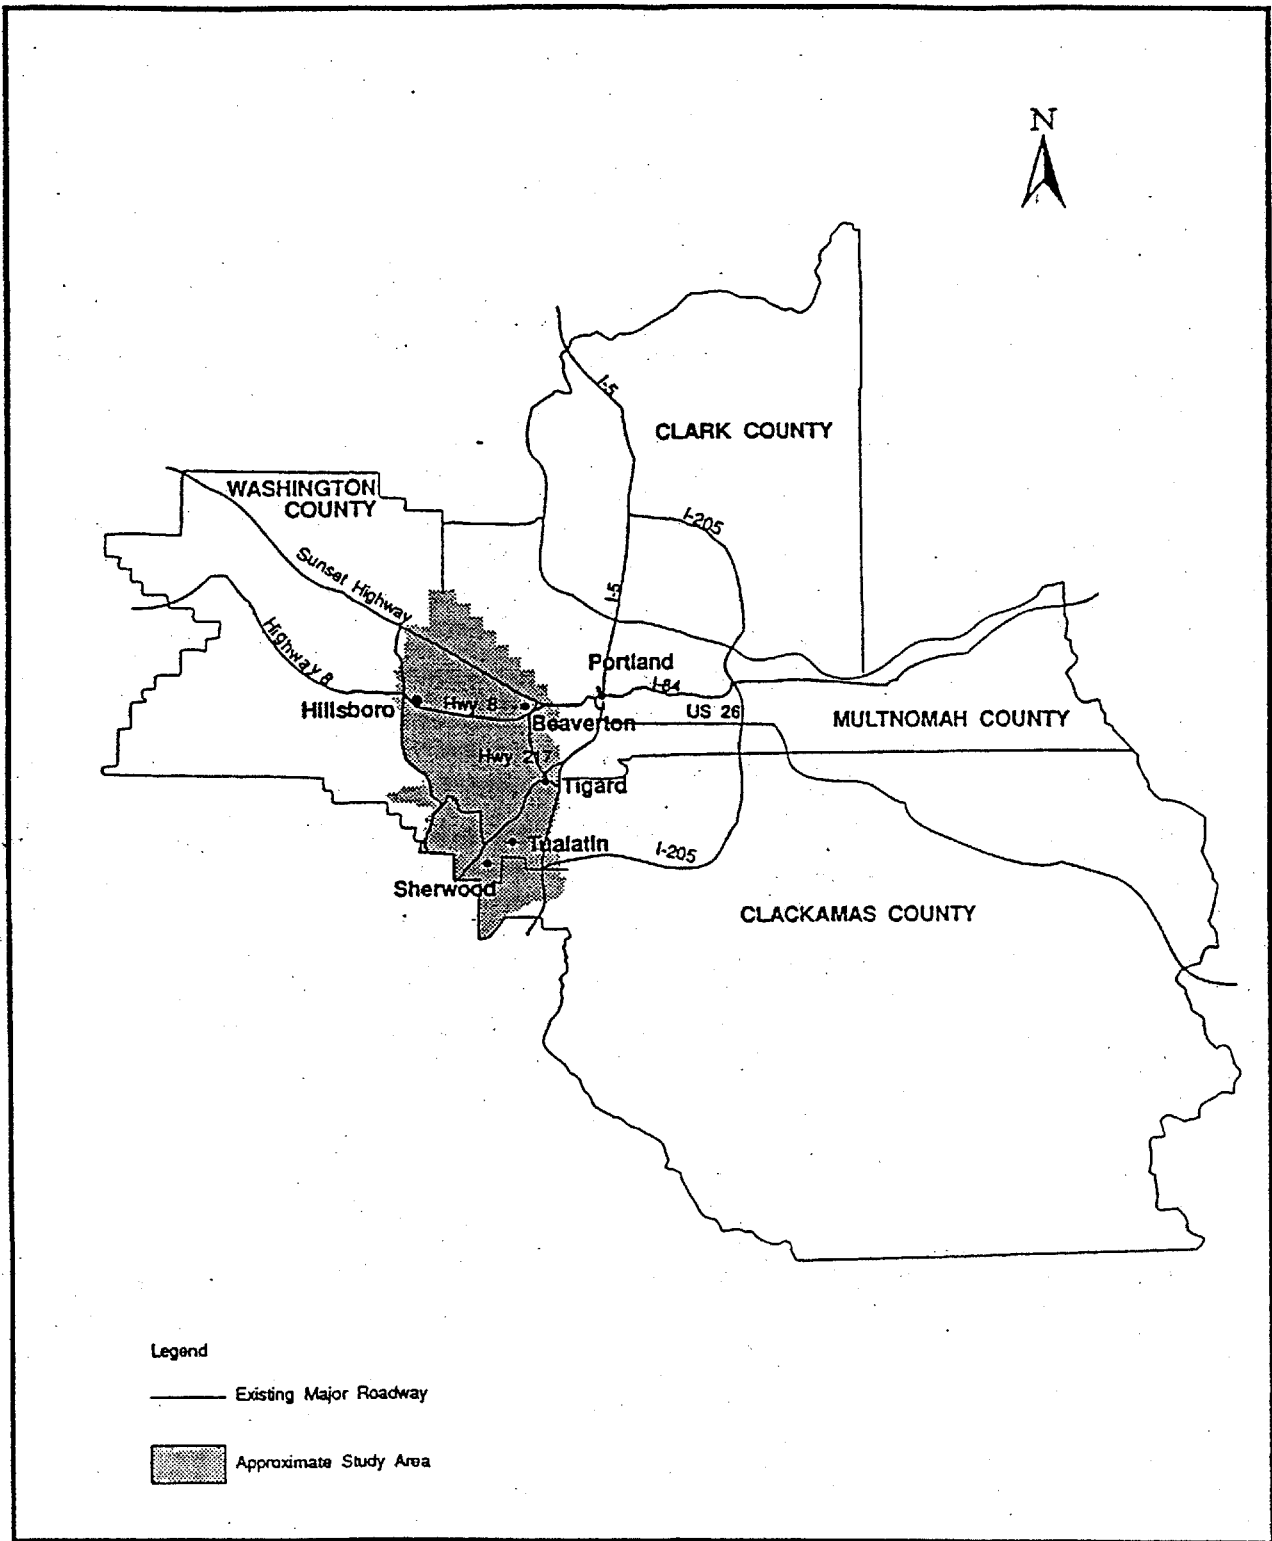 N
I-5
CLARK COUNTY
WASHINGTON
COUNTY
I-205
Sunset Highway
I-5
Highway 8
Portland
I-84
Hillsboro
Hwy. 8
US 26
Beaverton
MULTNOMAH COUNTY
Hwy. 217
Tigard
Tualatin
I-205
Sherwood
CLACKAMAS COUNTY
Legend
Existing Major Roadway
Approximate Study Area